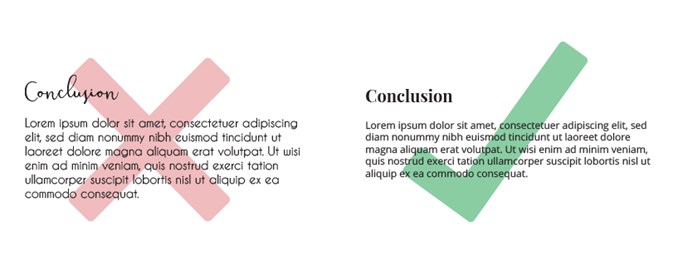 Conclusion
Lorem ipsum dolor sit amet, consectetuer adipiscing
elit, sed diam nonummy nibh euismod tincidunt ut
laoreet dolore magna aliquam erat volutpat. Ut wisi
enim ad minim veniam, quis nostrud exerci tation
ullamcorper suscipit lobortis nisl ut aliquip ex ea
commodo consequat.
Conclusion
Lorem ipsum dolor sit amet, consectetuer adipiscing elit, sed
diam nonummy nibh euismod tincidunt ut laoreet dolore
magna aliquam erat volutpat. Ut wisi enim ad minim veniam,
quis nostrud exerci tation ullamcorper suscipit lobortis nisl ut
aliquip ex ea commodo consequat.